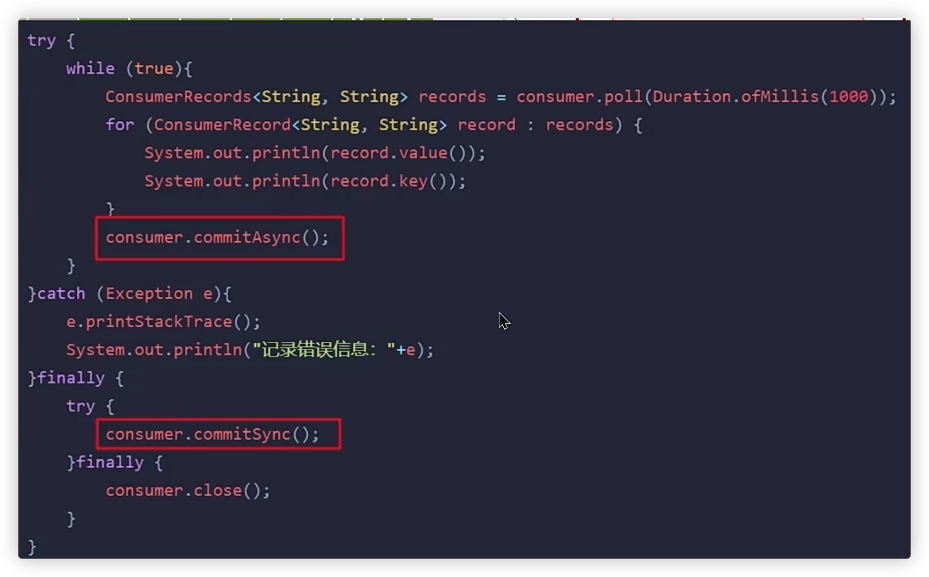 try {
    while (true){
        ConsumerRecords<String, String> records = consumer.poll(Duration.ofMillis(1000));
        for (ConsumerRecord<String, String> record : records) {
            System.out.println(record.value());
            System.out.println(record.key());
        }
        consumer.commitAsync();
    }
}catch (Exception e){
    e.printStackTrace();
    System.out.println("记录错误信息："+e);
}finally {
    try {
        consumer.commitSync();
    }finally {
        consumer.close();
    }
}